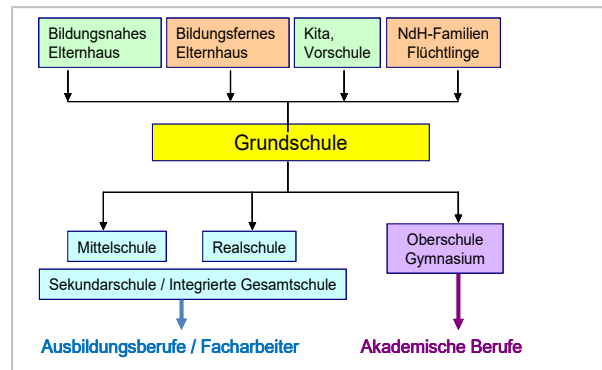 Bildungsnahes
Elternhaus
Bildungsfernes
Elternhaus
Kita,
Vorschule
NdH-Familien
Flüchtlinge
Grundschule
Mittelschule
Realschule
Oberschule
Gymnasium
Sekundarschule / Integrierte Gesamtschule
Ausbildungsberufe / Facharbeiter
Akademische Berufe